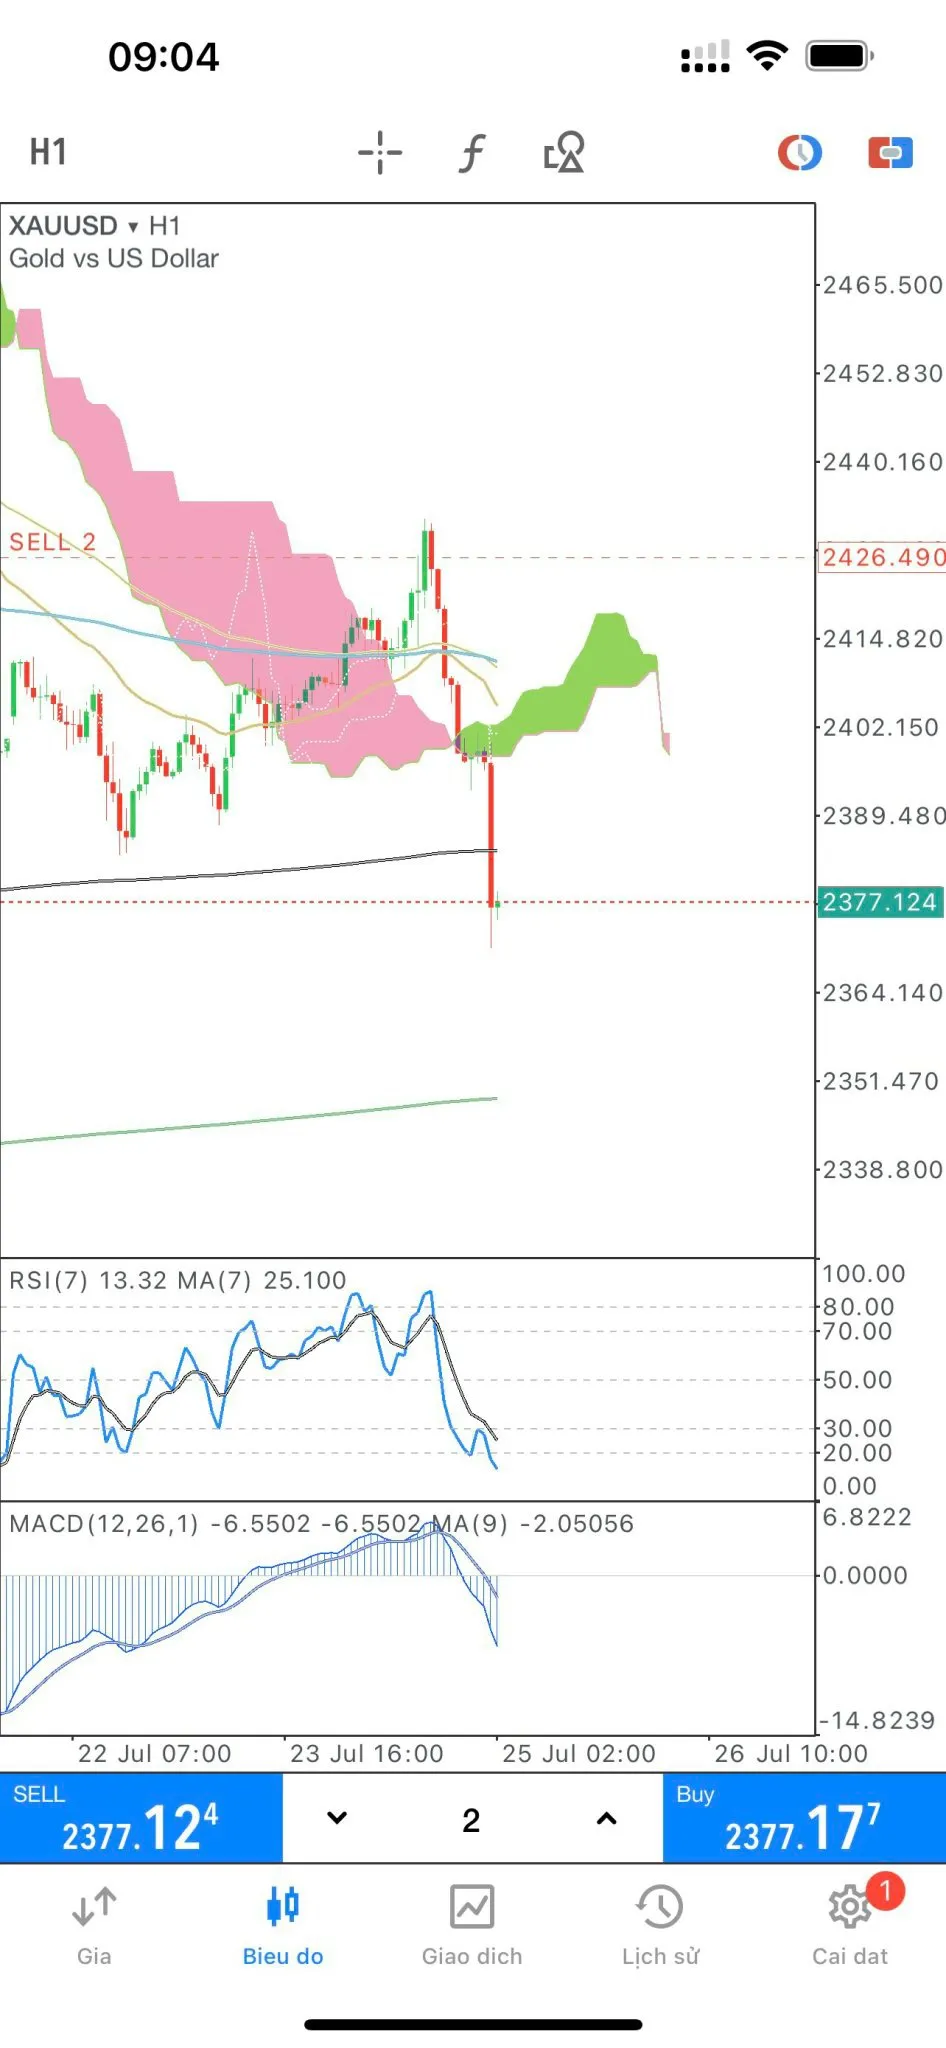 09:04
H1
XAUUSD ▾ H1
Gold vs US Dollar
2465.500
2452.830
2440.160
SELL 2
2426.490
2414.820
2402.150
2389.480
2377.124
2364.140
2351.470
2338.800
RSI(7) 13.32 MA(7) 25.100
100.00
80.00
70.00
50.00
30.00
20.00
0.00
MACD(12,26,1) -6.5502 -6.5502 MA(9) -2.05056
6.8222
0.0000
-14.8239
22 Jul 07:00 23 Jul 16:00 25 Jul 02:00 26 Jul 10:00
SELL
2377.124
2
Buy
2377.177
1
Gia Bieu do Giao dich Lịch sử Cai dat